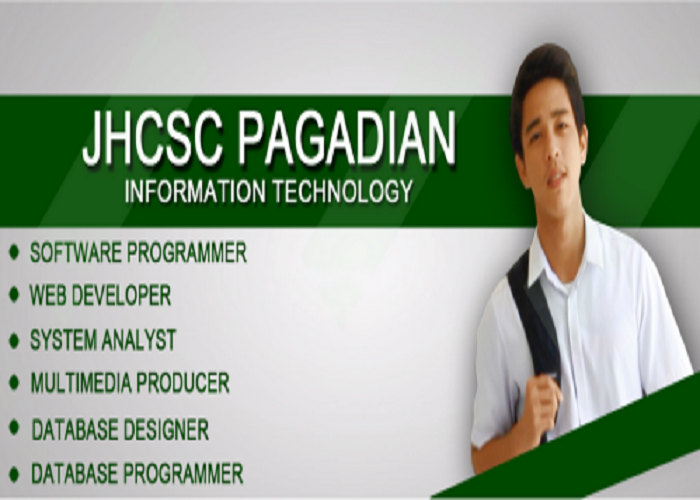 JHCSC PAGADIAN
INFORMATION TECHNOLOGY
SOFTWARE PROGRAMMER
WEB DEVELOPER
SYSTEM ANALYST
MULTIMEDIA PRODUCER
DATABASE DESIGNER
DATABASE PROGRAMMER